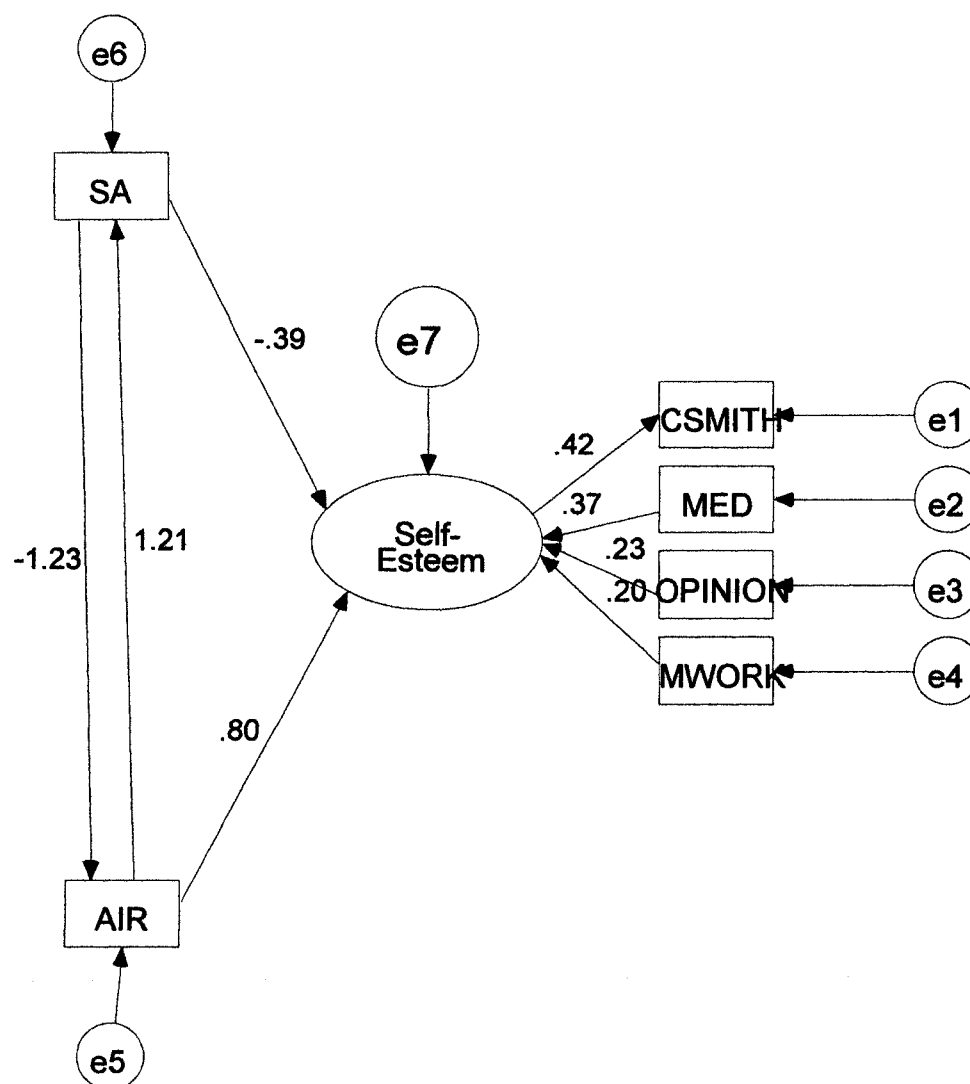 e6
SA
-.39
e7
CSMITH
e1
.42
.37
MED
e2
Self-
Esteem
.23
-1.23
1.21
.20
OPINION
e3
MWORK
e4
.80
AIR
e5